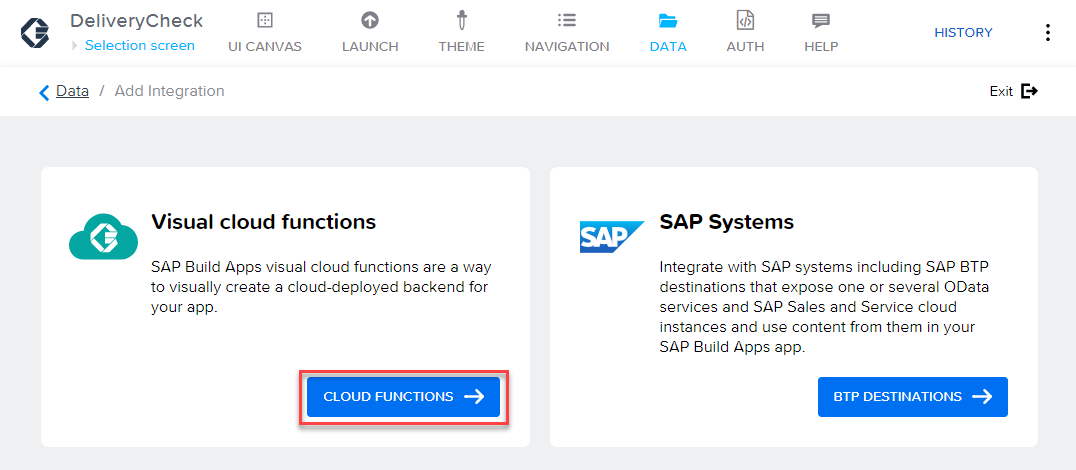 DeliveryCheck
Selection screen
UI CANVAS
LAUNCH
THEME
NAVIGATION
DATA
AUTH
HELP
HISTORY
Data / Add Integration
Exit
Visual cloud functions
SAP Build Apps visual cloud functions are a way
to visually create a cloud-deployed backend for
your app.
CLOUD FUNCTIONS
SAP
SAP Systems
Integrate with SAP systems including SAP BTP
destinations that expose one or several OData
services and SAP Sales and Service cloud
instances and use content from them in your
SAP Build Apps app.
BTP DESTINATIONS